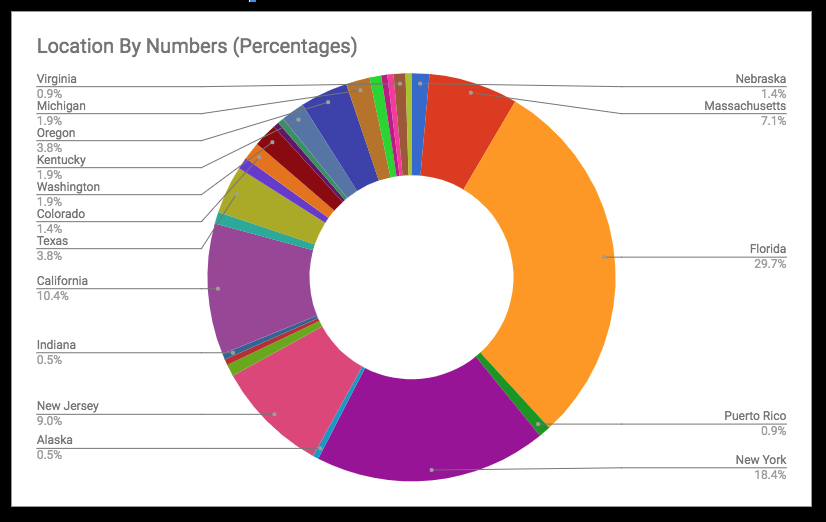 Location By Numbers (Percentages)
Virginia
0.9%
Michigan
1.9%
Oregon
3.8%
Kentucky
1.9%
Washington
1.9%
Colorado
1.4%
Texas
3.8%
California
10.4%
Indiana
0.5%
New Jersey
9.0%
Alaska
0.5%
Nebraska
1.4%
Massachusetts
7.1%
Florida
29.7%
Puerto Rico
0.9%
New York
18.4%